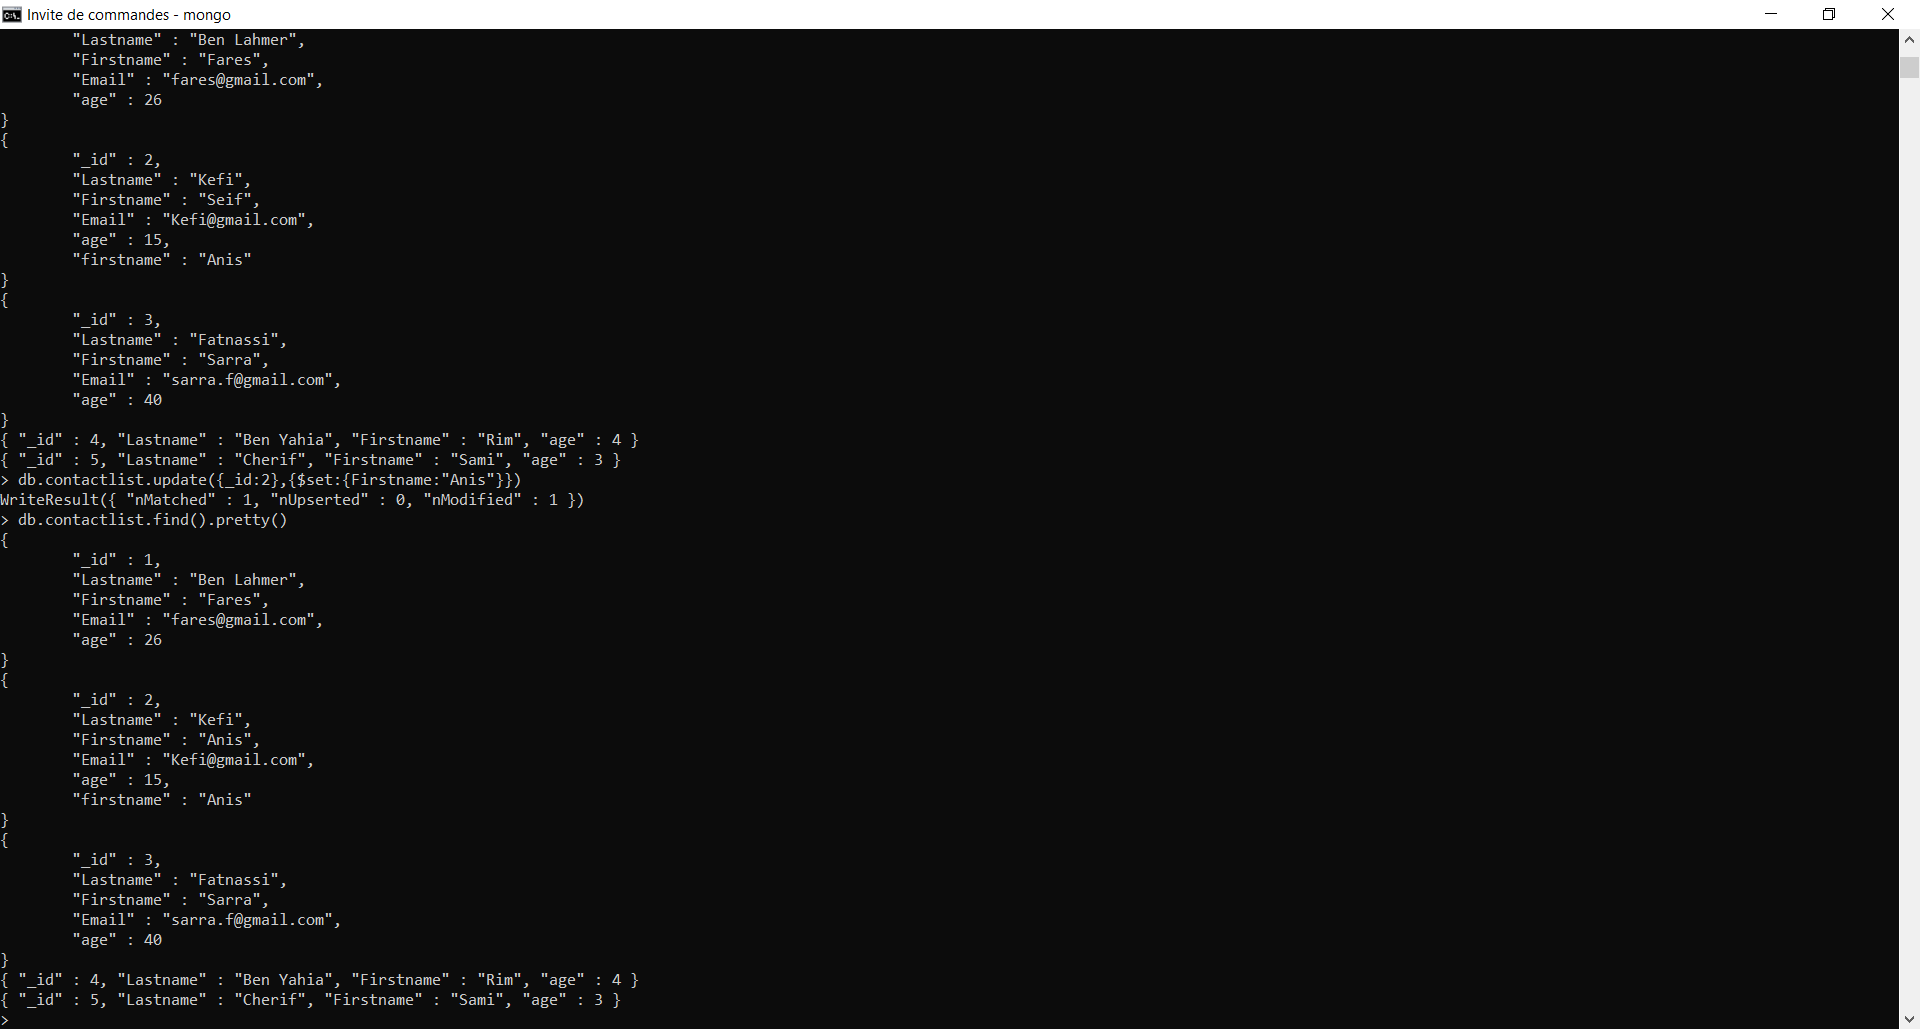 Invite de commandes - mongo
"Lastname" : "Ben Lahmer",
"Firstname" : "Fares",
"Email" : "fares@gmail.com",
"age" : 26
}
{
"_id" : 2,
"Lastname" : "Kefi",
"Firstname" : "Seif",
"Email" : "Kefi@gmail.com",
"age" : 15,
"firstname" : "Anis"
}
{
"_id" : 3,
"Lastname" : "Fatnassi",
"Firstname" : "Sarra",
"Email" : "sarra.f@gmail.com",
"age" : 40
}
{ "_id" : 4, "Lastname" : "Ben Yahia", "Firstname" : "Rim", "age" : 4 }
{ "_id" : 5, "Lastname" : "Cherif", "Firstname" : "Sami", "age" : 3 }
> db.contactlist.update({_id:2},{$set:{Firstname:"Anis"}})
WriteResult({ "nMatched" : 1, "nUpserted" : 0, "nModified" : 1 })
> db.contactlist.find().pretty()
{
"_id" : 1,
"Lastname" : "Ben Lahmer",
"Firstname" : "Fares",
"Email" : "fares@gmail.com",
"age" : 26
}
{
"_id" : 2,
"Lastname" : "Kefi",
"Firstname" : "Anis",
"Email" : "Kefi@gmail.com",
"age" : 15,
"firstname" : "Anis"
}
{
"_id" : 3,
"Lastname" : "Fatnassi",
"Firstname" : "Sarra",
"Email" : "sarra.f@gmail.com",
"age" : 40
}
{ "_id" : 4, "Lastname" : "Ben Yahia", "Firstname" : "Rim", "age" : 4 }
{ "_id" : 5, "Lastname" : "Cherif", "Firstname" : "Sami", "age" : 3 }
>